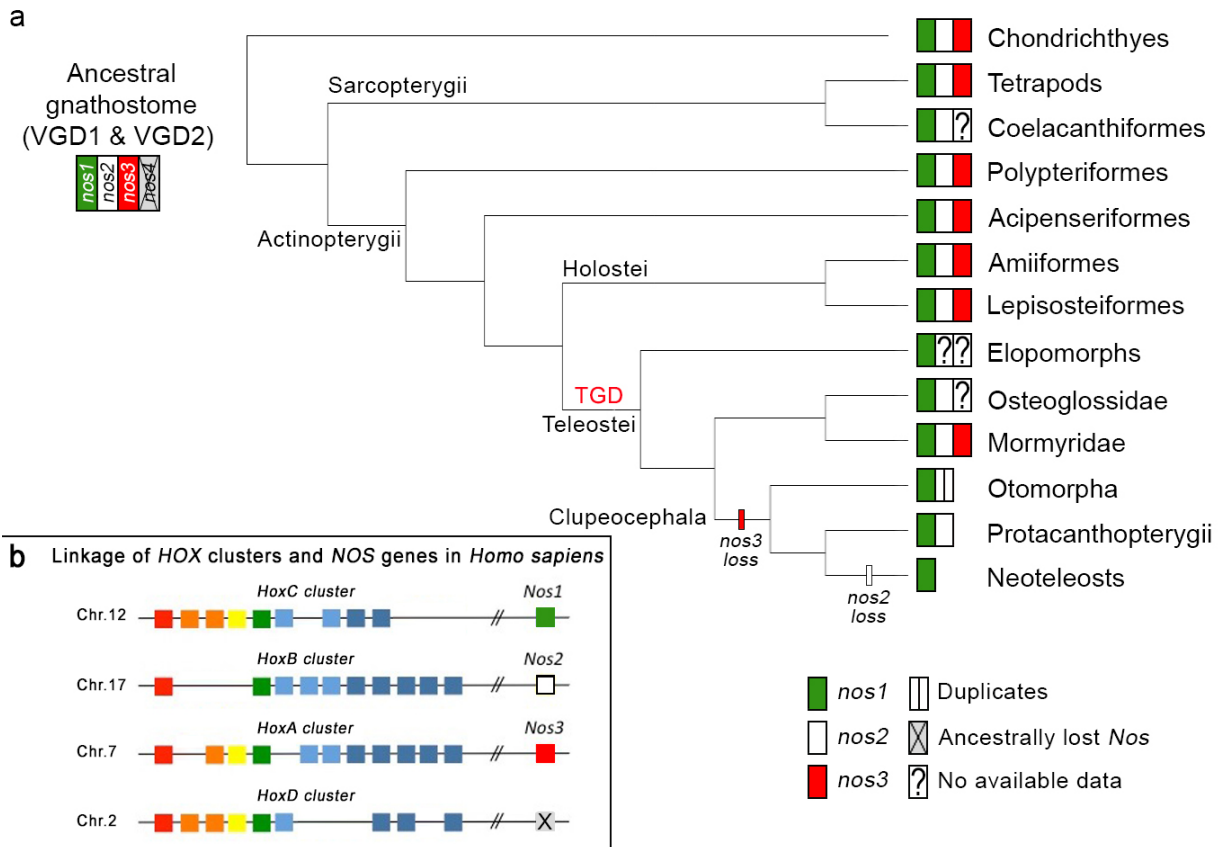 a
Ancestral
gnathostome
(VGD1 & VGD2)
nos1
nos2
nos3
nos4
Sarcopterygii
Actinopterygii
Holostei
TGD
Teleostei
Clupeocephala
nos3
loss
nos2
loss
Chondrichthyes
Tetrapods
?
Coelacanthiformes
Polypteriformes
Acipenseriformes
Amiiformes
Lepisosteiformes
? ?
Elopomorphs
?
Osteoglossidae
Mormyridae
Otomorpha
Protacanthopterygii
Neoteleosts
b
Linkage of HOX clusters and NOS genes in Homo sapiens
HoxC cluster
Nos1
Chr.12
//
HoxB cluster
Nos2
Chr.17
//
HoxA cluster
Nos3
Chr.7
//
HoxD cluster
Chr.2
//
X
nos1
Duplicates
nos2
Ancestrally lost Nos
nos3
?
No available data